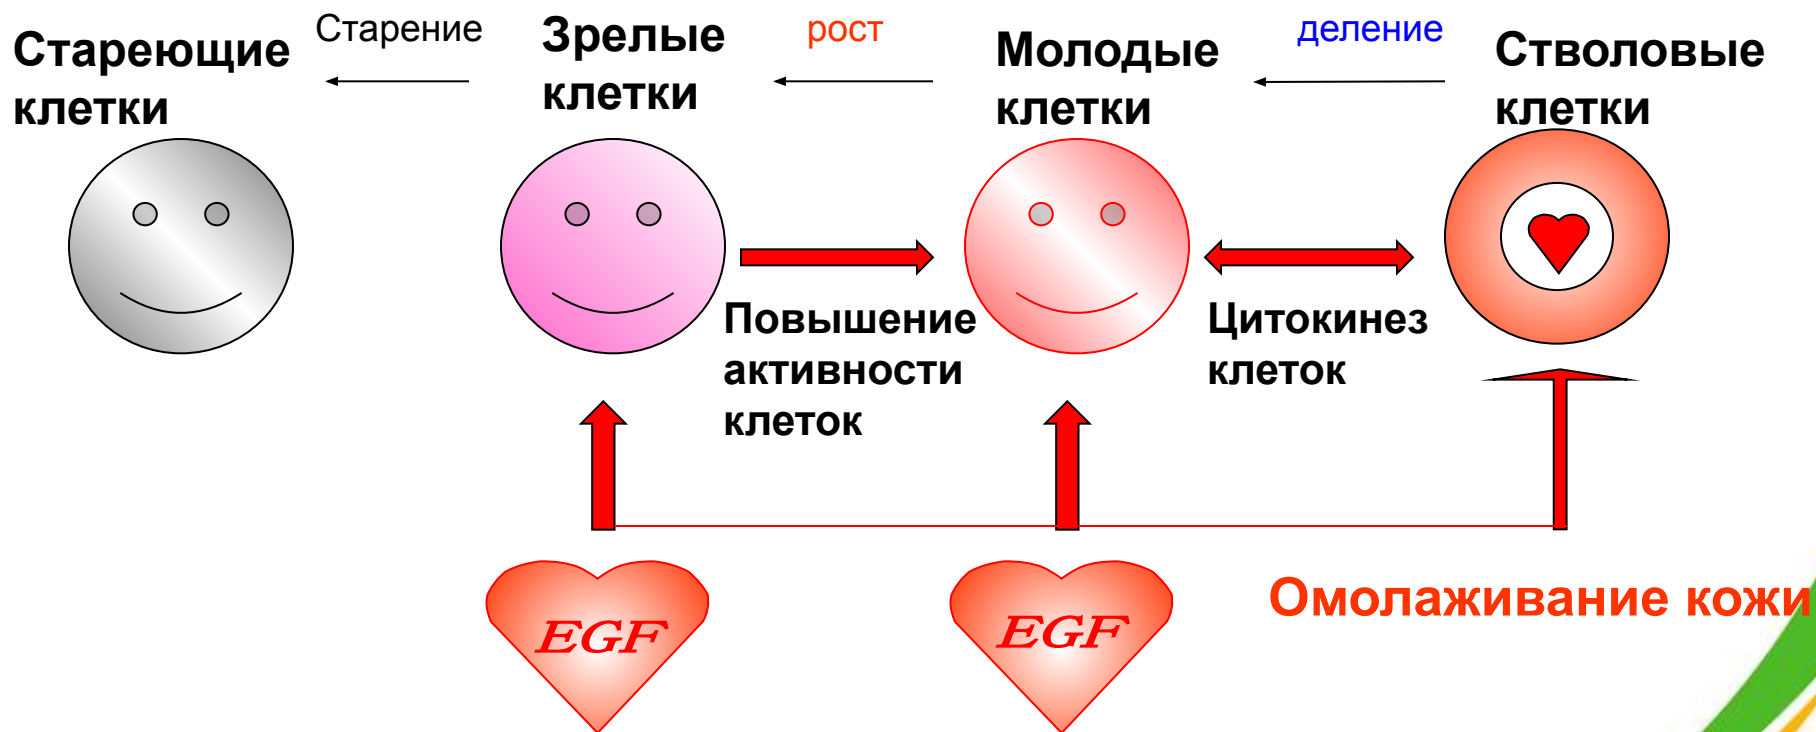 Стареющие
клетки
Старение
Зрелые
клетки
рост
Молодые
клетки
деление
Стволовые
клетки
Повышение
активности
клеток
Цитокинез
клеток
EGF
EGF
Омолаживание кожи